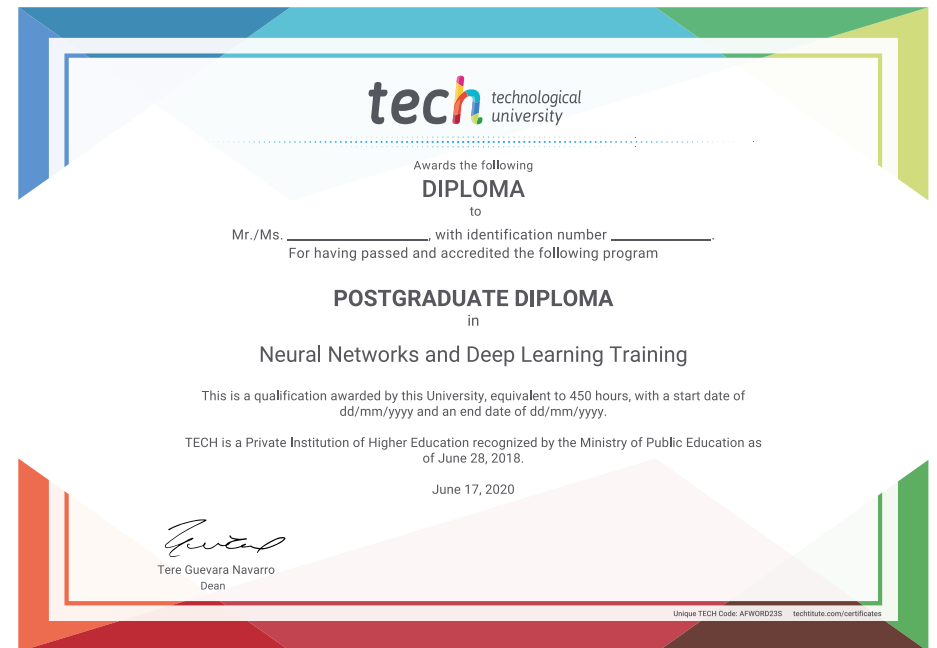 tech technological
university
Awards the following
DIPLOMA
to
Mr./Ms. ____________________, with identification number ______________.
For having passed and accredited the following program
POSTGRADUATE DIPLOMA
in
Neural Networks and Deep Learning Training
This is a qualification awarded by this University, equivalent to 450 hours, with a start date of
dd/mm/yyyy and an end date of dd/mm/yyyy.
TECH is a Private Institution of Higher Education recognized by the Ministry of Public Education as
of June 28, 2018.
June 17, 2020
Tere Guevara Navarro
Dean
Unique TECH Code: AFWORD23S techtitute.com/certificates